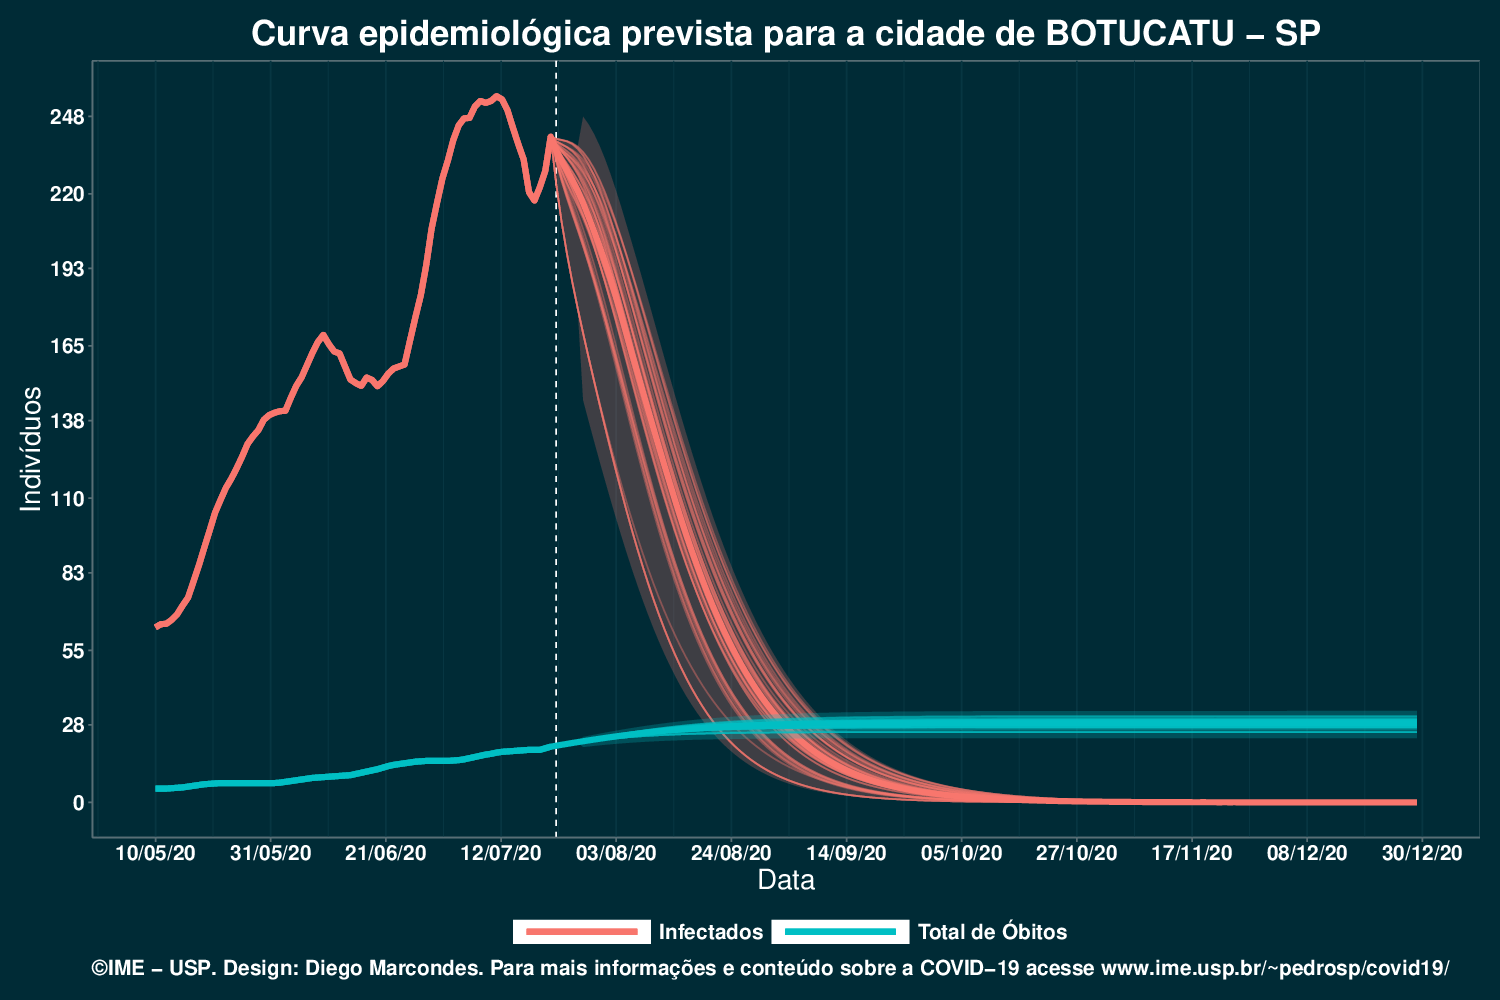 Curva epidemiológica prevista para a cidade de BOTUCATU – SP
Indivíduos
248
220
193
165
138
110
83
55
28
0
10/05/20 31/05/20 21/06/20 12/07/20 03/08/20 24/08/20 14/09/20 05/10/20 27/10/20 17/11/20 08/12/20 30/12/20
Data
Infectados Total de Óbitos
©IME – USP. Design: Diego Marcondes. Para mais informações e conteúdo sobre a COVID–19 acesse www.ime.usp.br/~pedrosp/covid19/